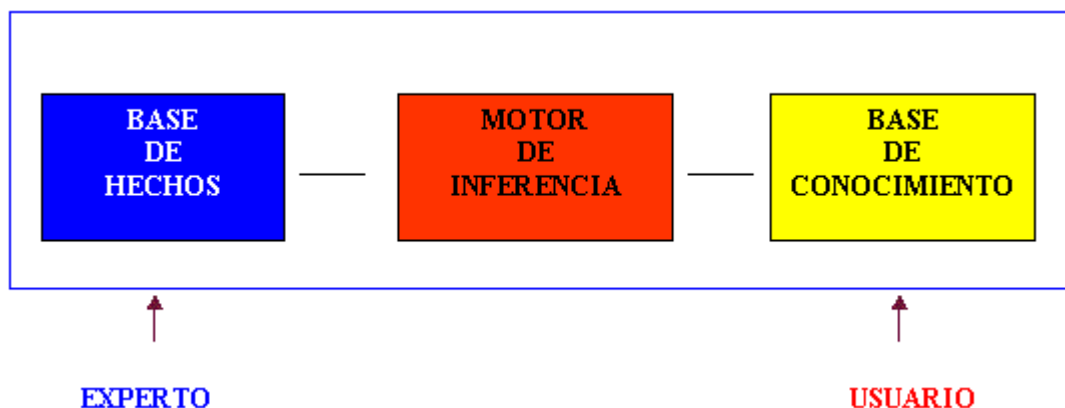 BASE
DE
HECHOS
MOTOR
DE
INFERENCIA
BASE
DE
CONOCIMIENTO
EXPERTO
USUARIO